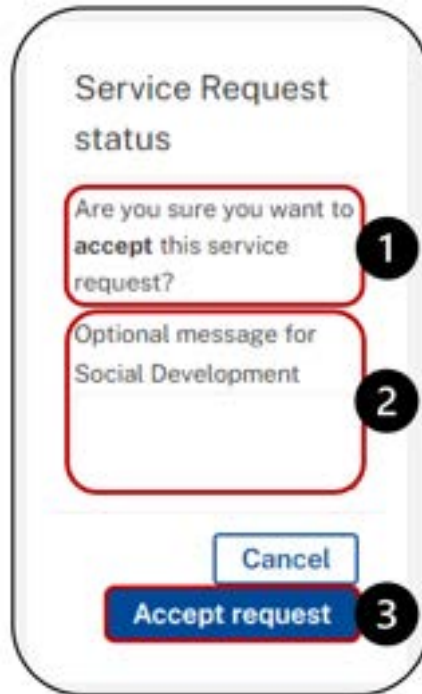 Service Request
status
Are you sure you want to
accept this service
request?
1
Optional message for
Social Development
2
Cancel
Accept request
3